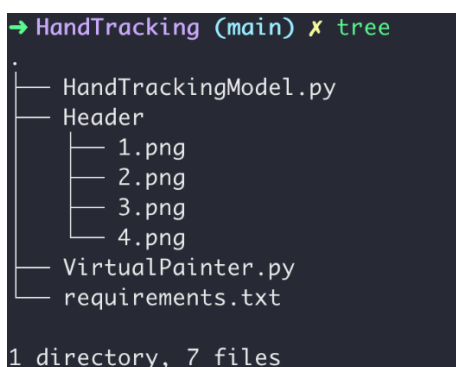 → HandTracking (main) ✗ tree
.
├── HandTrackingModel.py
├── Header
│   ├── 1.png
│   ├── 2.png
│   ├── 3.png
│   └── 4.png
├── VirtualPainter.py
└── requirements.txt
1 directory, 7 files